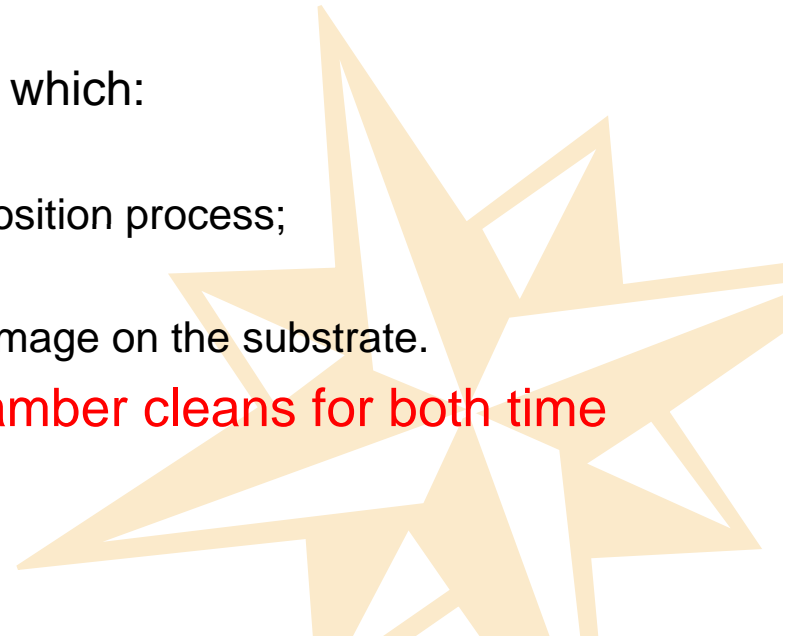 which:
osition process;
mage on the substrate.
amber cleans for both time